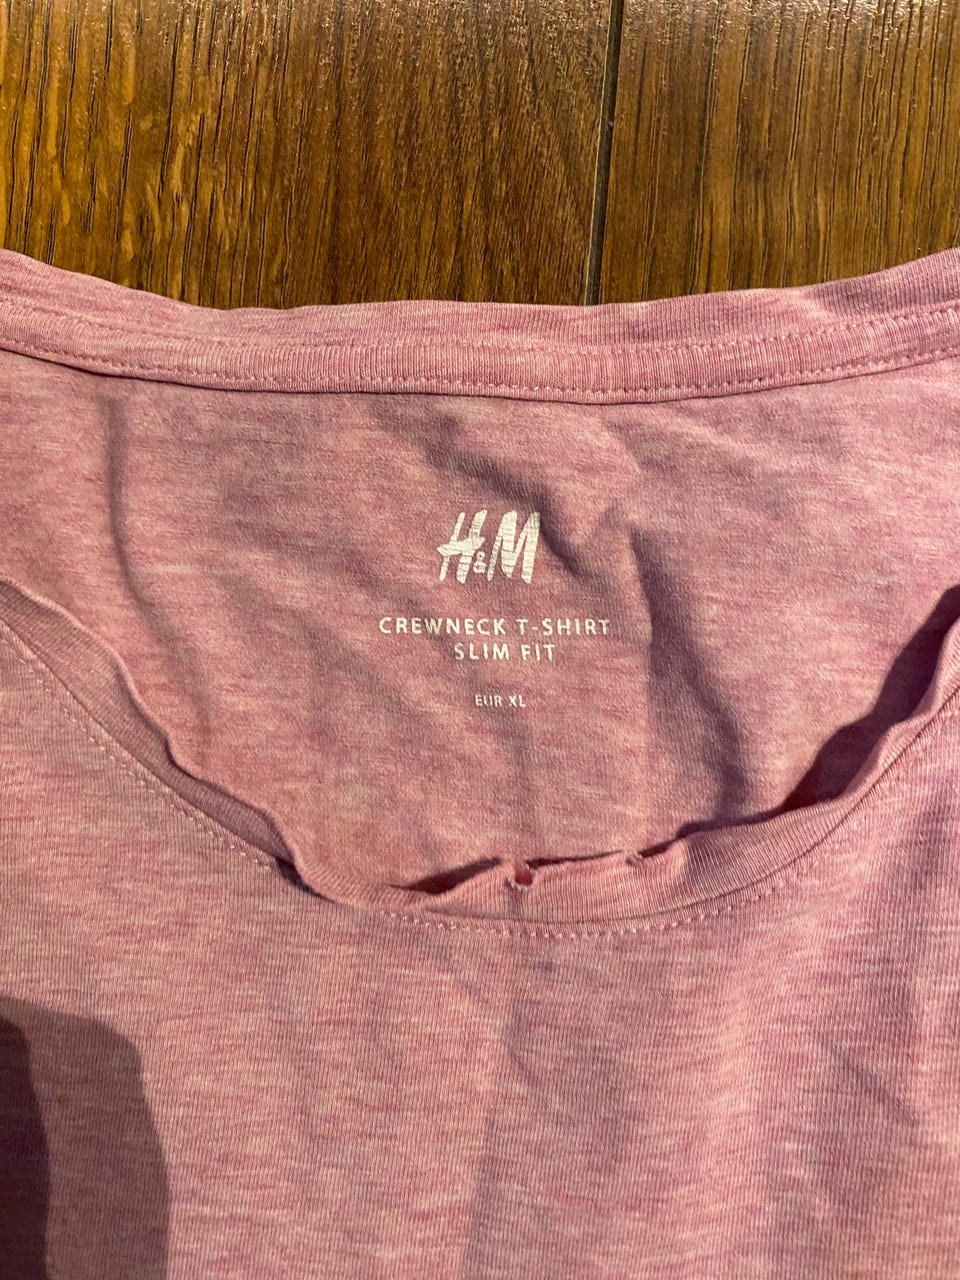 H&M
CREWNECK T-SHIRT
SLIM FIT
EUR XL